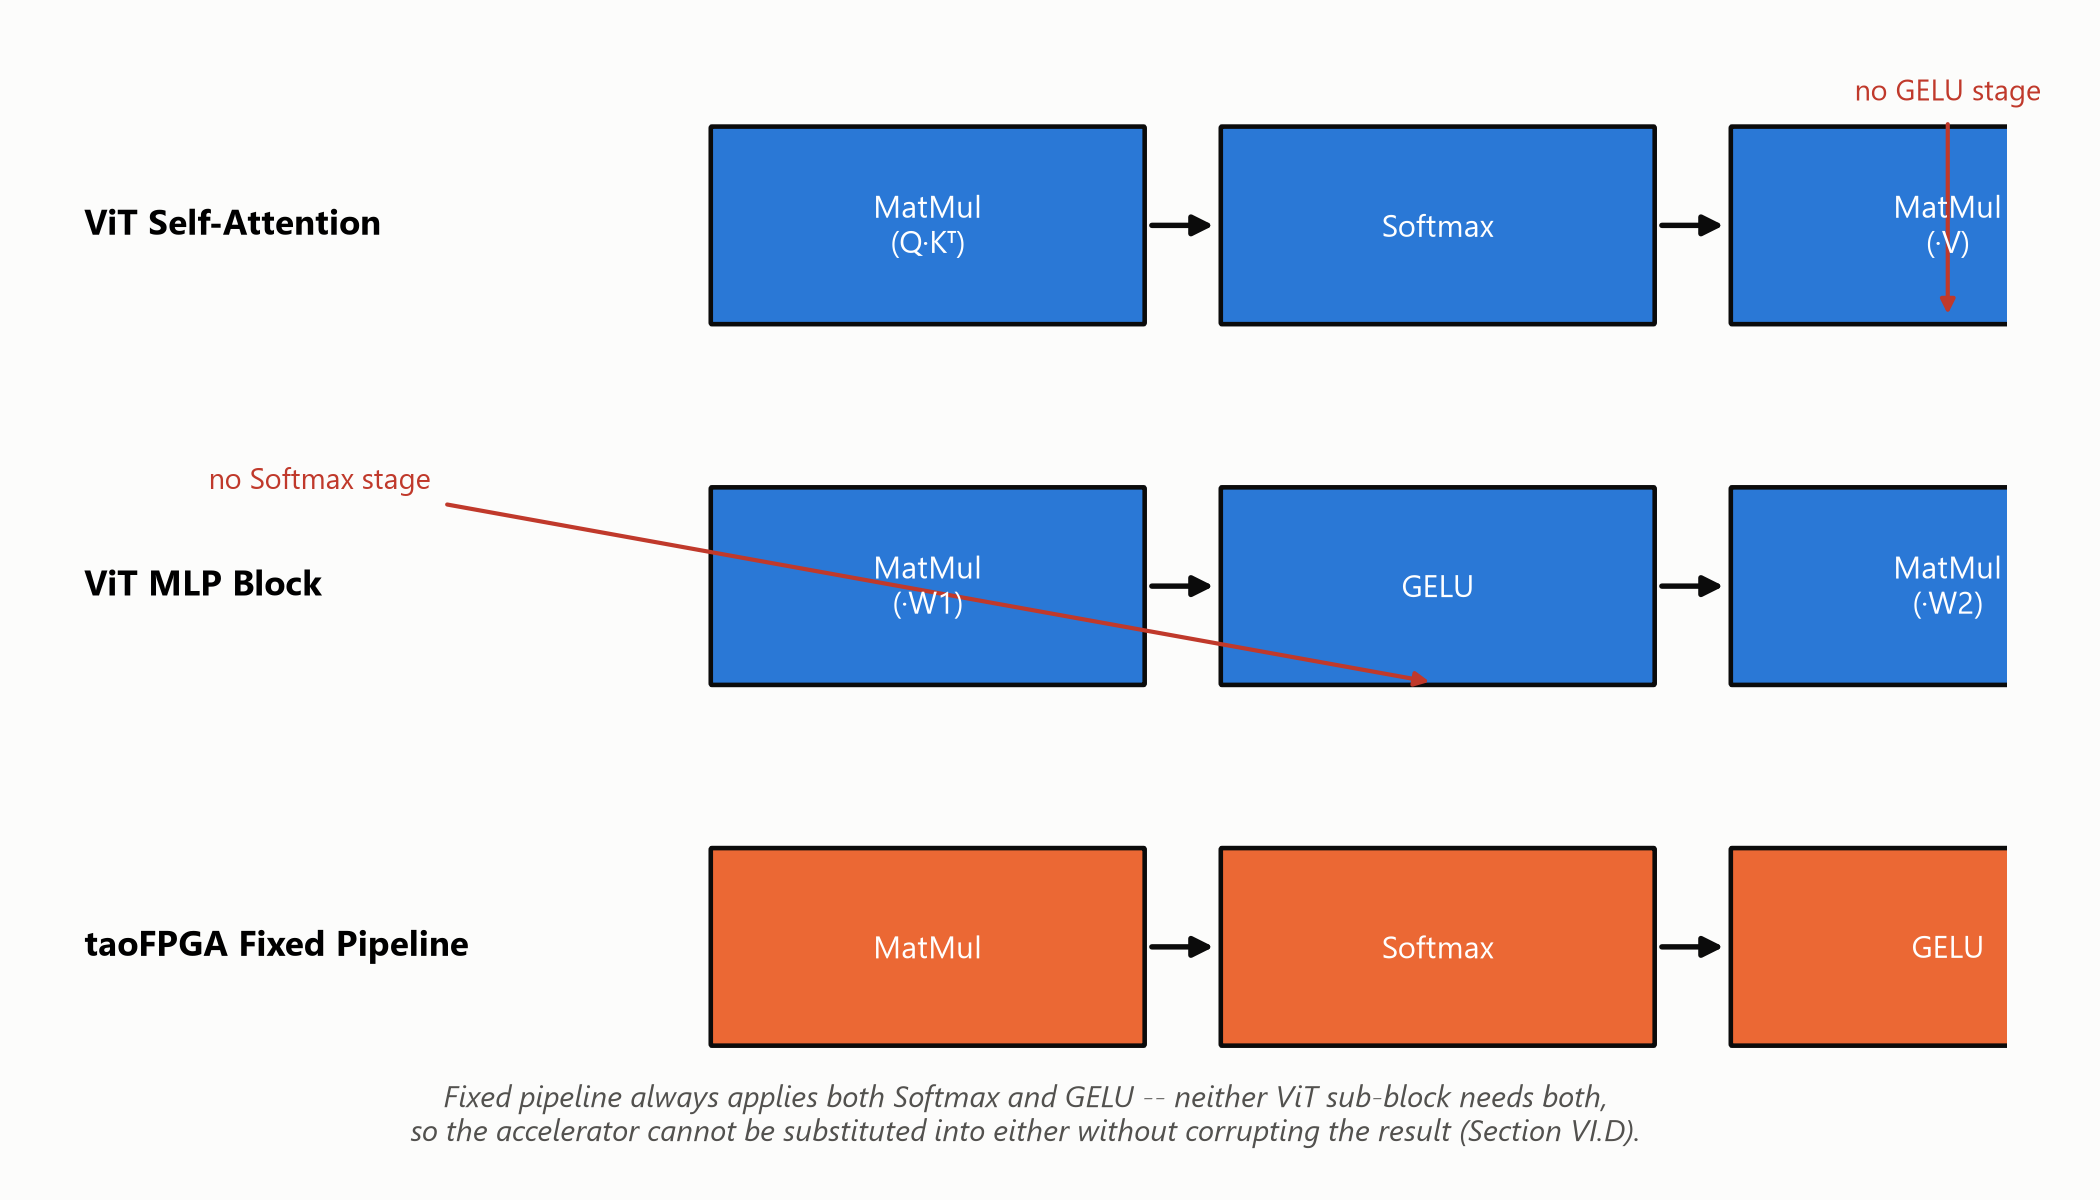 no GELU stage
ViT Self-Attention
MatMul
(Q·Kᵀ)
Softmax
MatMul
(·V)
no Softmax stage
ViT MLP Block
MatMul
(·W1)
GELU
MatMul
(·W2)
taoFPGA Fixed Pipeline
MatMul
Softmax
GELU
Fixed pipeline always applies both Softmax and GELU -- neither ViT sub-block needs both,
so the accelerator cannot be substituted into either without corrupting the result (Section VI.D).